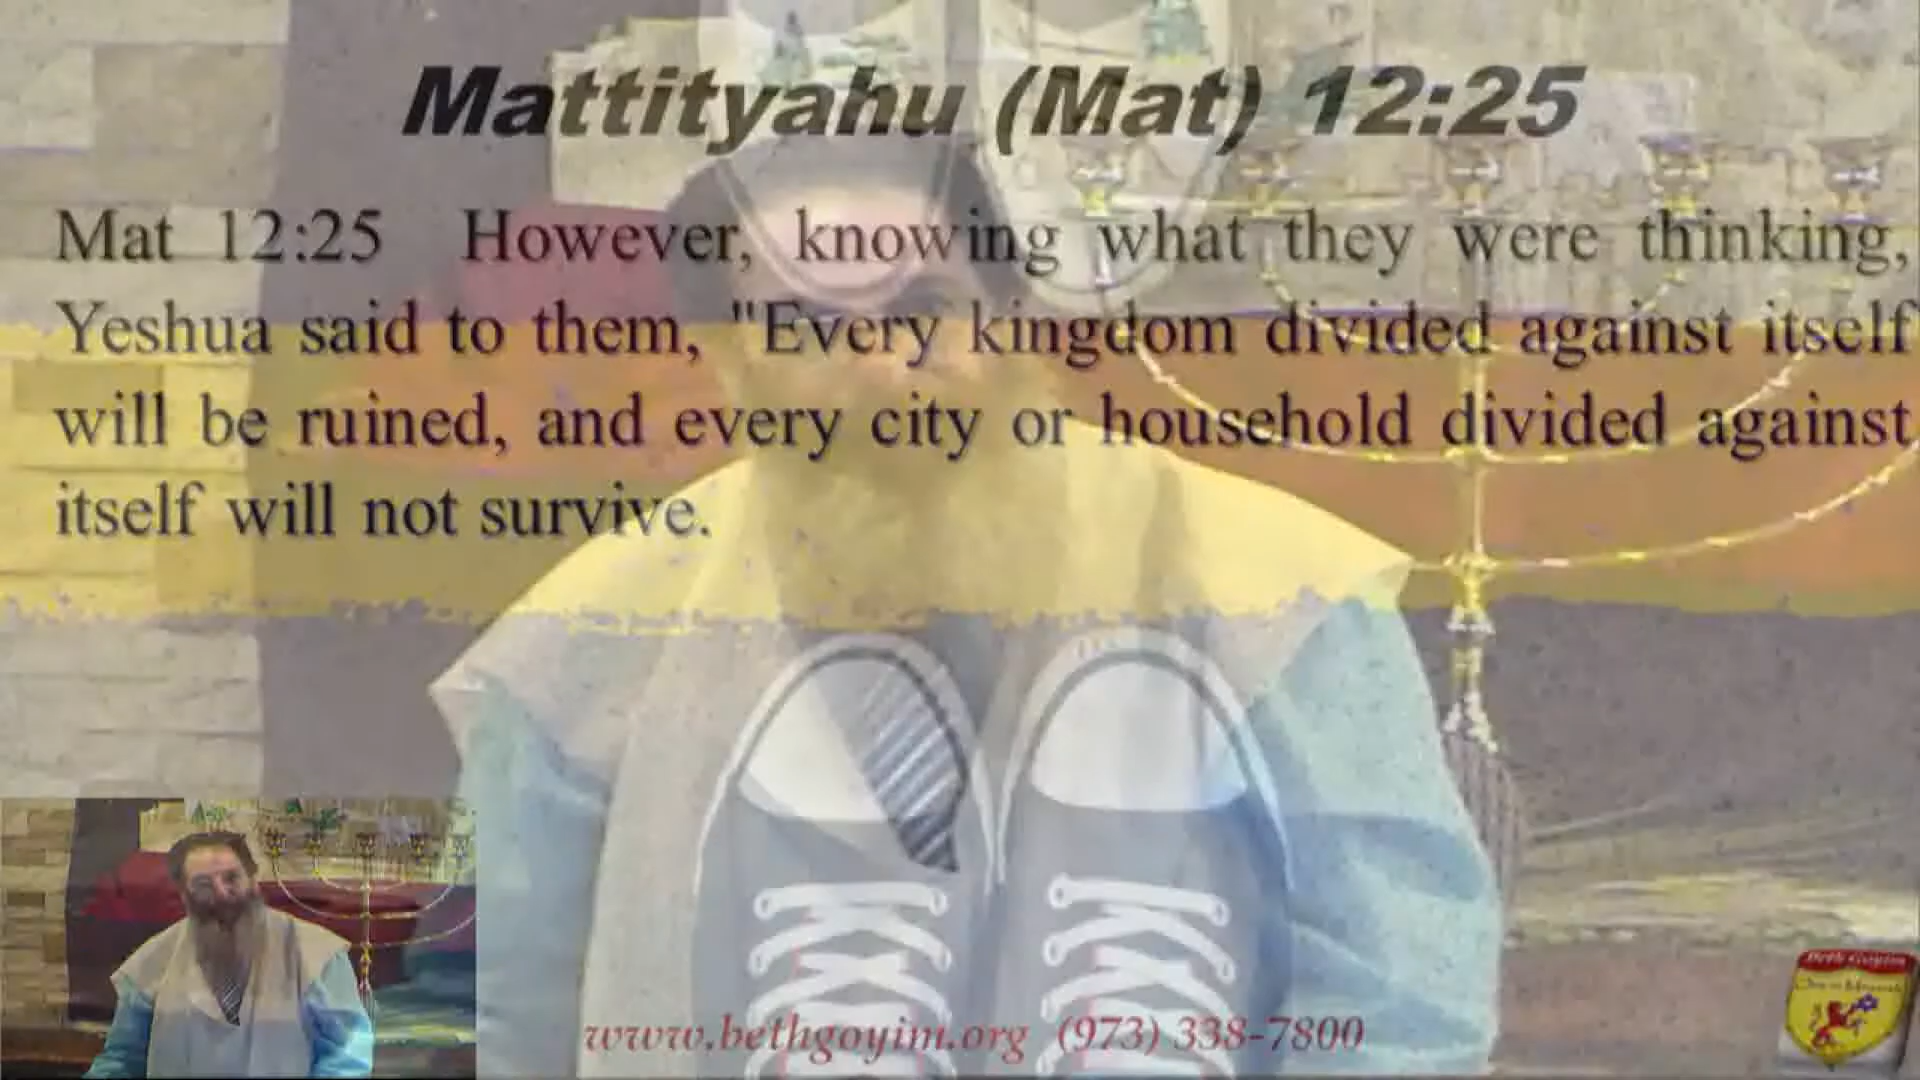 Mattityahu (Mat) 12:25
Mat 12:25 However, knowing what they were thinking,
Yeshua said to them, "Every kingdom divided against itself
will be ruined, and every city or household divided against
itself will not survive.
www.bethgoyim.org (973) 338-7800
Beth Goyim